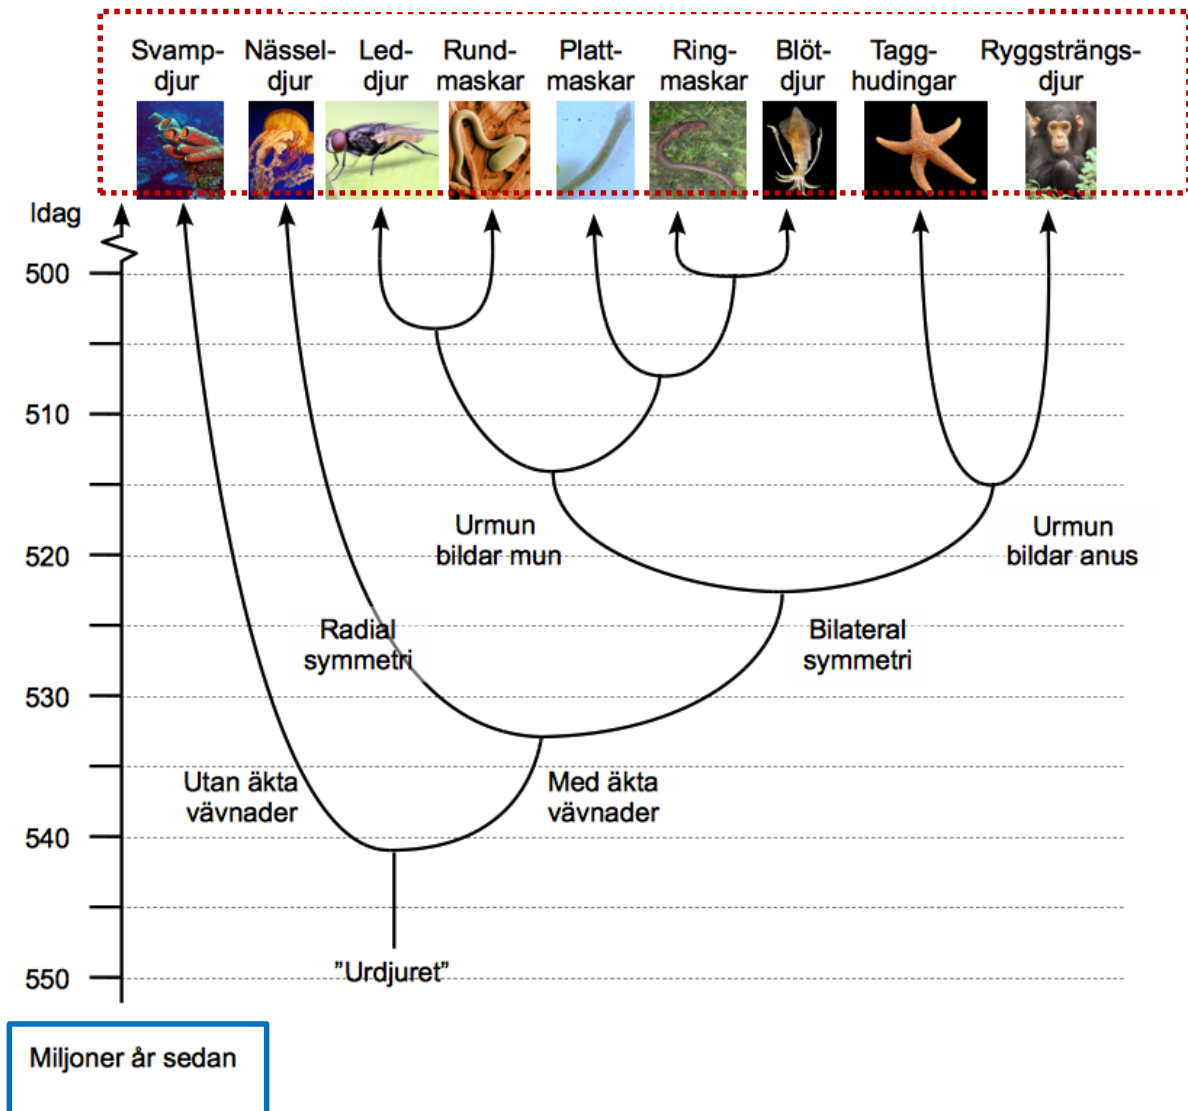 Svamp-
djur
Nässel-
djur
Led-
djur
Rund-
maskar
Platt-
maskar
Ring-
maskar
Blöt-
djur
Tagg-
hudingar
Ryggsträngs-
djur
Idag
500
510
Urmun
bildar mun
Urmun
bildar anus
520
Radial
symmetri
Bilateral
symmetri
530
Utan äkta
vävnader
Med äkta
vävnader
540
”Urdjuret”
550
Miljoner år sedan